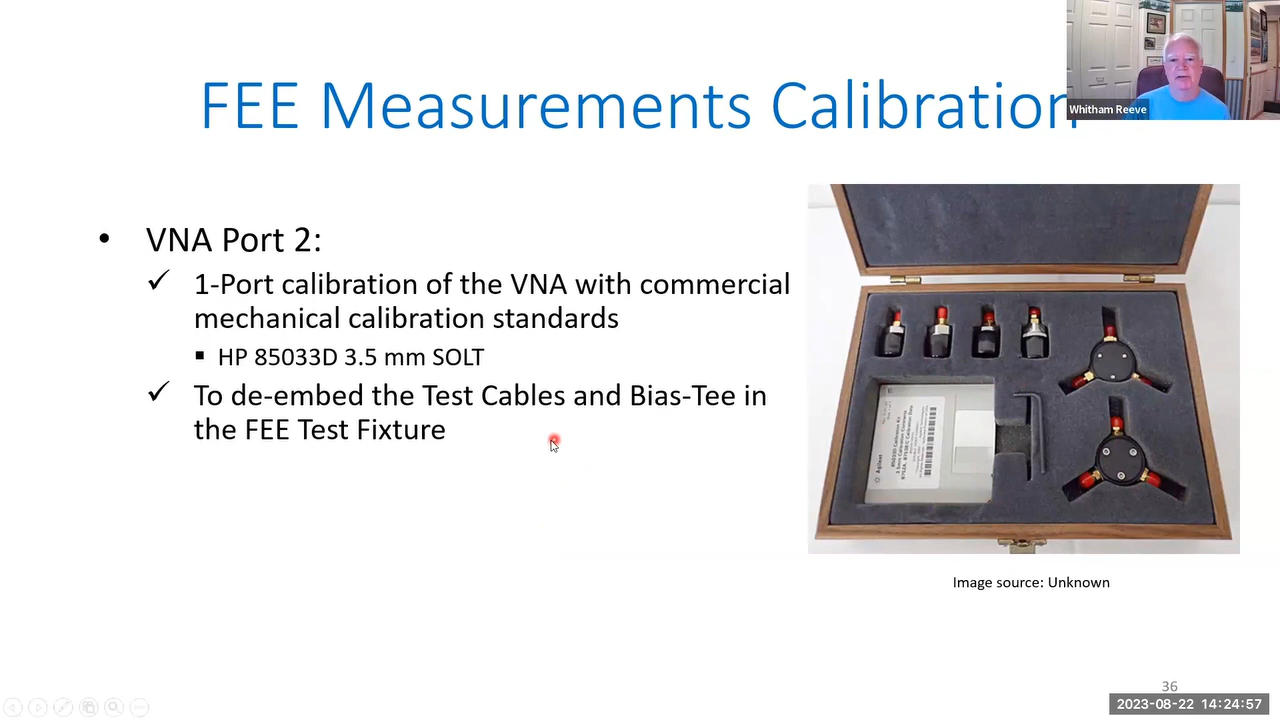 FEE Measurements Calibration
Whitham Reeve
• VNA Port 2:
✓ 1-Port calibration of the VNA with commercial
mechanical calibration standards
▪ HP 85033D 3.5 mm SOLT
✓ To de-embed the Test Cables and Bias-Tee in
the FEE Test Fixture
Agilent
Image source: Unknown
36
2023-08-22 14:24:57